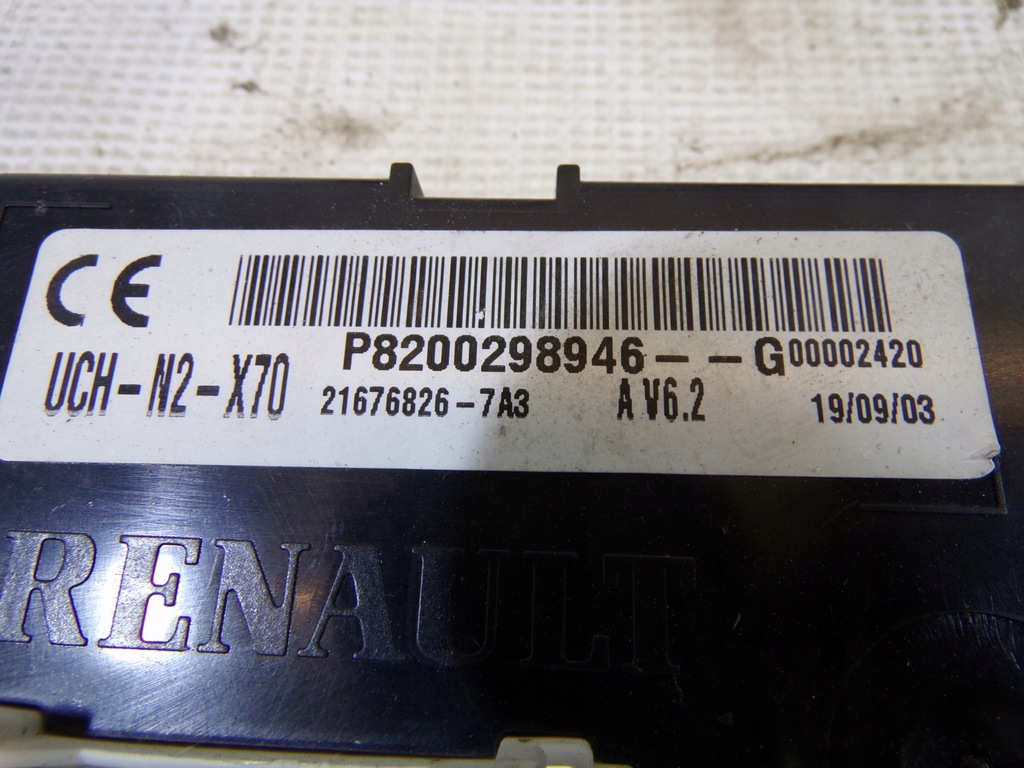 CE
P8200298946--G00002420
UCH-N2-X70 21676826-7A3 A V6.2 19/09/03
RENAULT